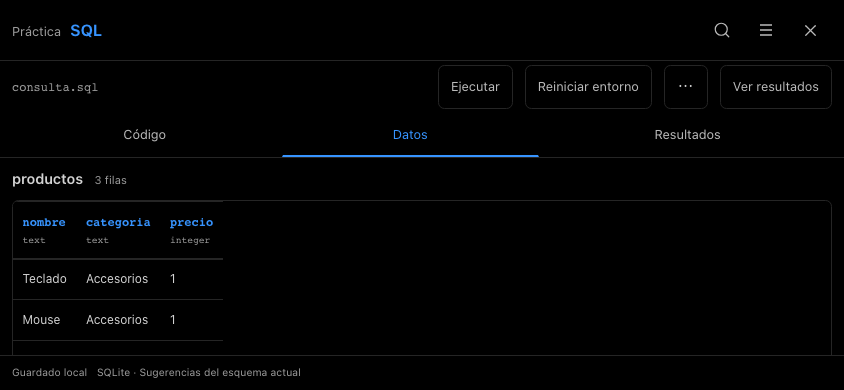 Práctica SQL
consulta.sql Ejecutar Reiniciar entorno ··· Ver resultados
Código Datos Resultados
productos 3 filas
nombre categoria precio
text text integer
Teclado Accesorios 1
Mouse Accesorios 1
Guardado local SQLite · Sugerencias del esquema actual